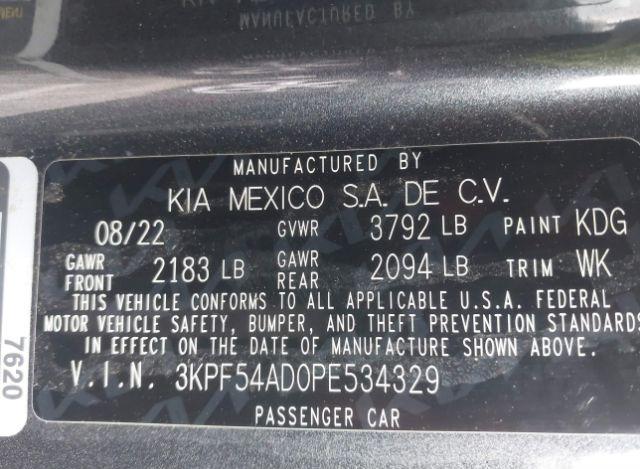 MANUFACTURED BY
KIA MEXICO S.A. DE C.V.
08/22 GVWR 3792 LB PAINT KDG
GAWR FRONT 2183 LB GAWR REAR 2094 LB TRIM WK
THIS VEHICLE CONFORMS TO ALL APPLICABLE U.S.A. FEDERAL
MOTOR VEHICLE SAFETY, BUMPER, AND THEFT PREVENTION STANDARDS
IN EFFECT ON THE DATE OF MANUFACTURE SHOWN ABOVE.
V.I.N. 3KPF54AD0PE534329
PASSENGER CAR
7620